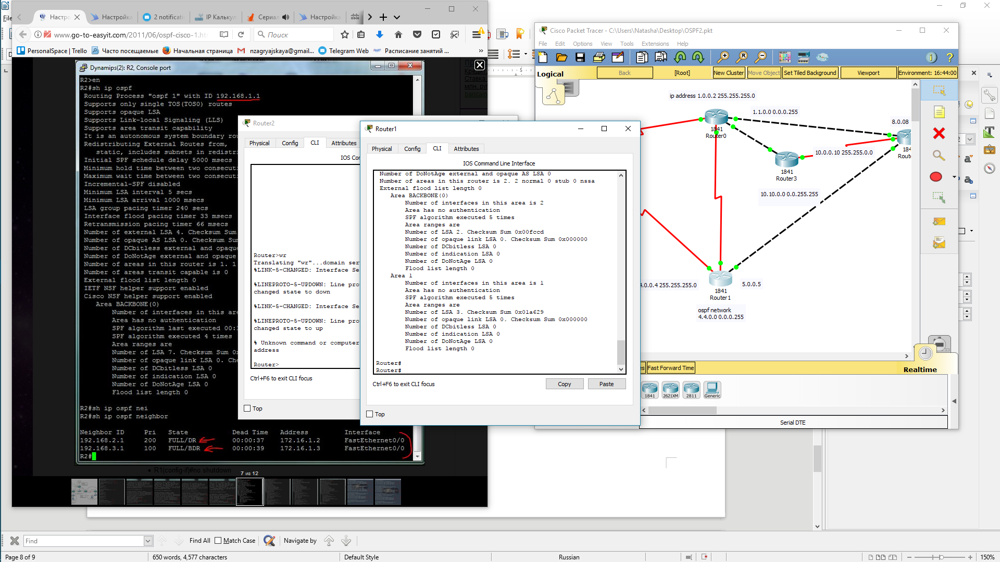 Настро
Настройка
2 notificati
IP Калькул
Сериал
Настройка
www.go-to-easyit.com/2011/06/ospf-cisco-1.h
Поиск
PersonalSpace | Trello
Часто посещаемые
Начальная страница
nzagryajskaya@gmail...
Telegram Web
Расписание занятий ...
Dynamips(2): R2, Console port
R2>en
R2#sh ip ospf
Routing Process "ospf 1" with ID 192.168.1.1
Supports only single TOS(TOS0) routes
Supports opaque LSA
Supports Link-local Signaling (LLS)
Supports area transit capability
It is an autonomous system boundary rou
Redistributing External Routes from,
static, includes subnets in redistri
Initial SPF schedule delay 5000 msecs
Minimum hold time between two consecuti
Maximum wait time between two consecuti
Incremental-SPF disabled
Minimum LSA interval 5 secs
Minimum LSA arrival 1000 msecs
LSA group pacing timer 240 secs
Interface flood pacing timer 33 msecs
Retransmission pacing timer 66 msecs
Number of external LSA 4. Checksum Sum
Number of opaque AS LSA 0. Checksum Sum
Number of DCbitless external and opaque
Number of DoNotAge external and opaque
Number of areas in this router is 1. 1
Number of areas transit capable is 0
External flood list length 0
IETF NSF helper support enabled
Cisco NSF helper support enabled
Area BACKBONE(0)
Number of interfaces in this are
Area has no authentication
SPF algorithm last executed 00:
SPF algorithm executed 4 times
Area ranges are
Number of LSA 7. Checksum Sum 0x
Number of opaque link LSA 0. Che
Number of DCbitless LSA 0
Number of indication LSA 0
Number of DoNotAge LSA 0
Flood list length 0
R2#sh ip ospf nei
R2#sh ip ospf neighbor
Neighbor ID Pri State Dead Time Address Interface
192.168.2.1 200 FULL/DR 00:00:37 172.16.1.2 FastEthernet0/0
192.168.3.1 100 FULL/BDR 00:00:39 172.16.1.3 FastEthernet0/0
R2#
R1(config-if)#no shutdown
7 из 12
Router2
Physical Config CLI Attributes
IOS Com
Router>wr
Translating "wr"...domain ser
%LINK-5-CHANGED: Interface Se
%LINEPROTO-5-UPDOWN: Line pro
changed state to down
%LINK-5-CHANGED: Interface Se
%LINEPROTO-5-UPDOWN: Line pro
changed state to up
% Unknown command or computer
address
Router>
Ctrl+F6 to exit CLI focus
Top
Router1
Physical Config CLI Attributes
IOS Command Line Interface
Number of DoNotAge external and opaque AS LSA 0
Number of areas in this router is 2. 2 normal 0 stub 0 nssa
External flood list length 0
Area BACKBONE(0)
Number of interfaces in this area is 2
Area has no authentication
SPF algorithm executed 5 times
Area ranges are
Number of LSA 2. Checksum Sum 0x00fccd
Number of opaque link LSA 0. Checksum Sum 0x000000
Number of DCbitless LSA 0
Number of indication LSA 0
Number of DoNotAge LSA 0
Flood list length 0
Area 1
Number of interfaces in this area is 1
Area has no authentication
SPF algorithm executed 5 times
Area ranges are
Number of LSA 3. Checksum Sum 0x01a629
Number of opaque link LSA 0. Checksum Sum 0x000000
Number of DCbitless LSA 0
Number of indication LSA 0
Number of DoNotAge LSA 0
Flood list length 0
Router#
Router#
Ctrl+F6 to exit CLI focus
Copy Paste
Top
Cisco Packet Tracer - C:\Users\Natasha\Desktop\OSPF2.pkt
File Edit Options View Tools Extensions Help
Logical Back [Root] New Cluster Move Object Set Tiled Background Viewport Environment: 16:44:00
ip address 1.0.0.2 255.255.255.0
1.1.0.0 0.0.0.255
8.0.08
1841
Router0
184
Route
10.0.0.10 255.255.0.0
1841
Router3
10.10.0.0 0.0.255.255
4.0.0.4 255.255.255.0
5.0.0.5
1841
Router1
ospf network
4.4.0.0 0.0.0.255
es Fast Forward Time
Realtime
1841 2621XM 2811 Generic
Serial DTE
Find
Find All Match Case Navigate by
Page 8 of 9
650 words, 4,577 characters
Default Style
Russian
150%